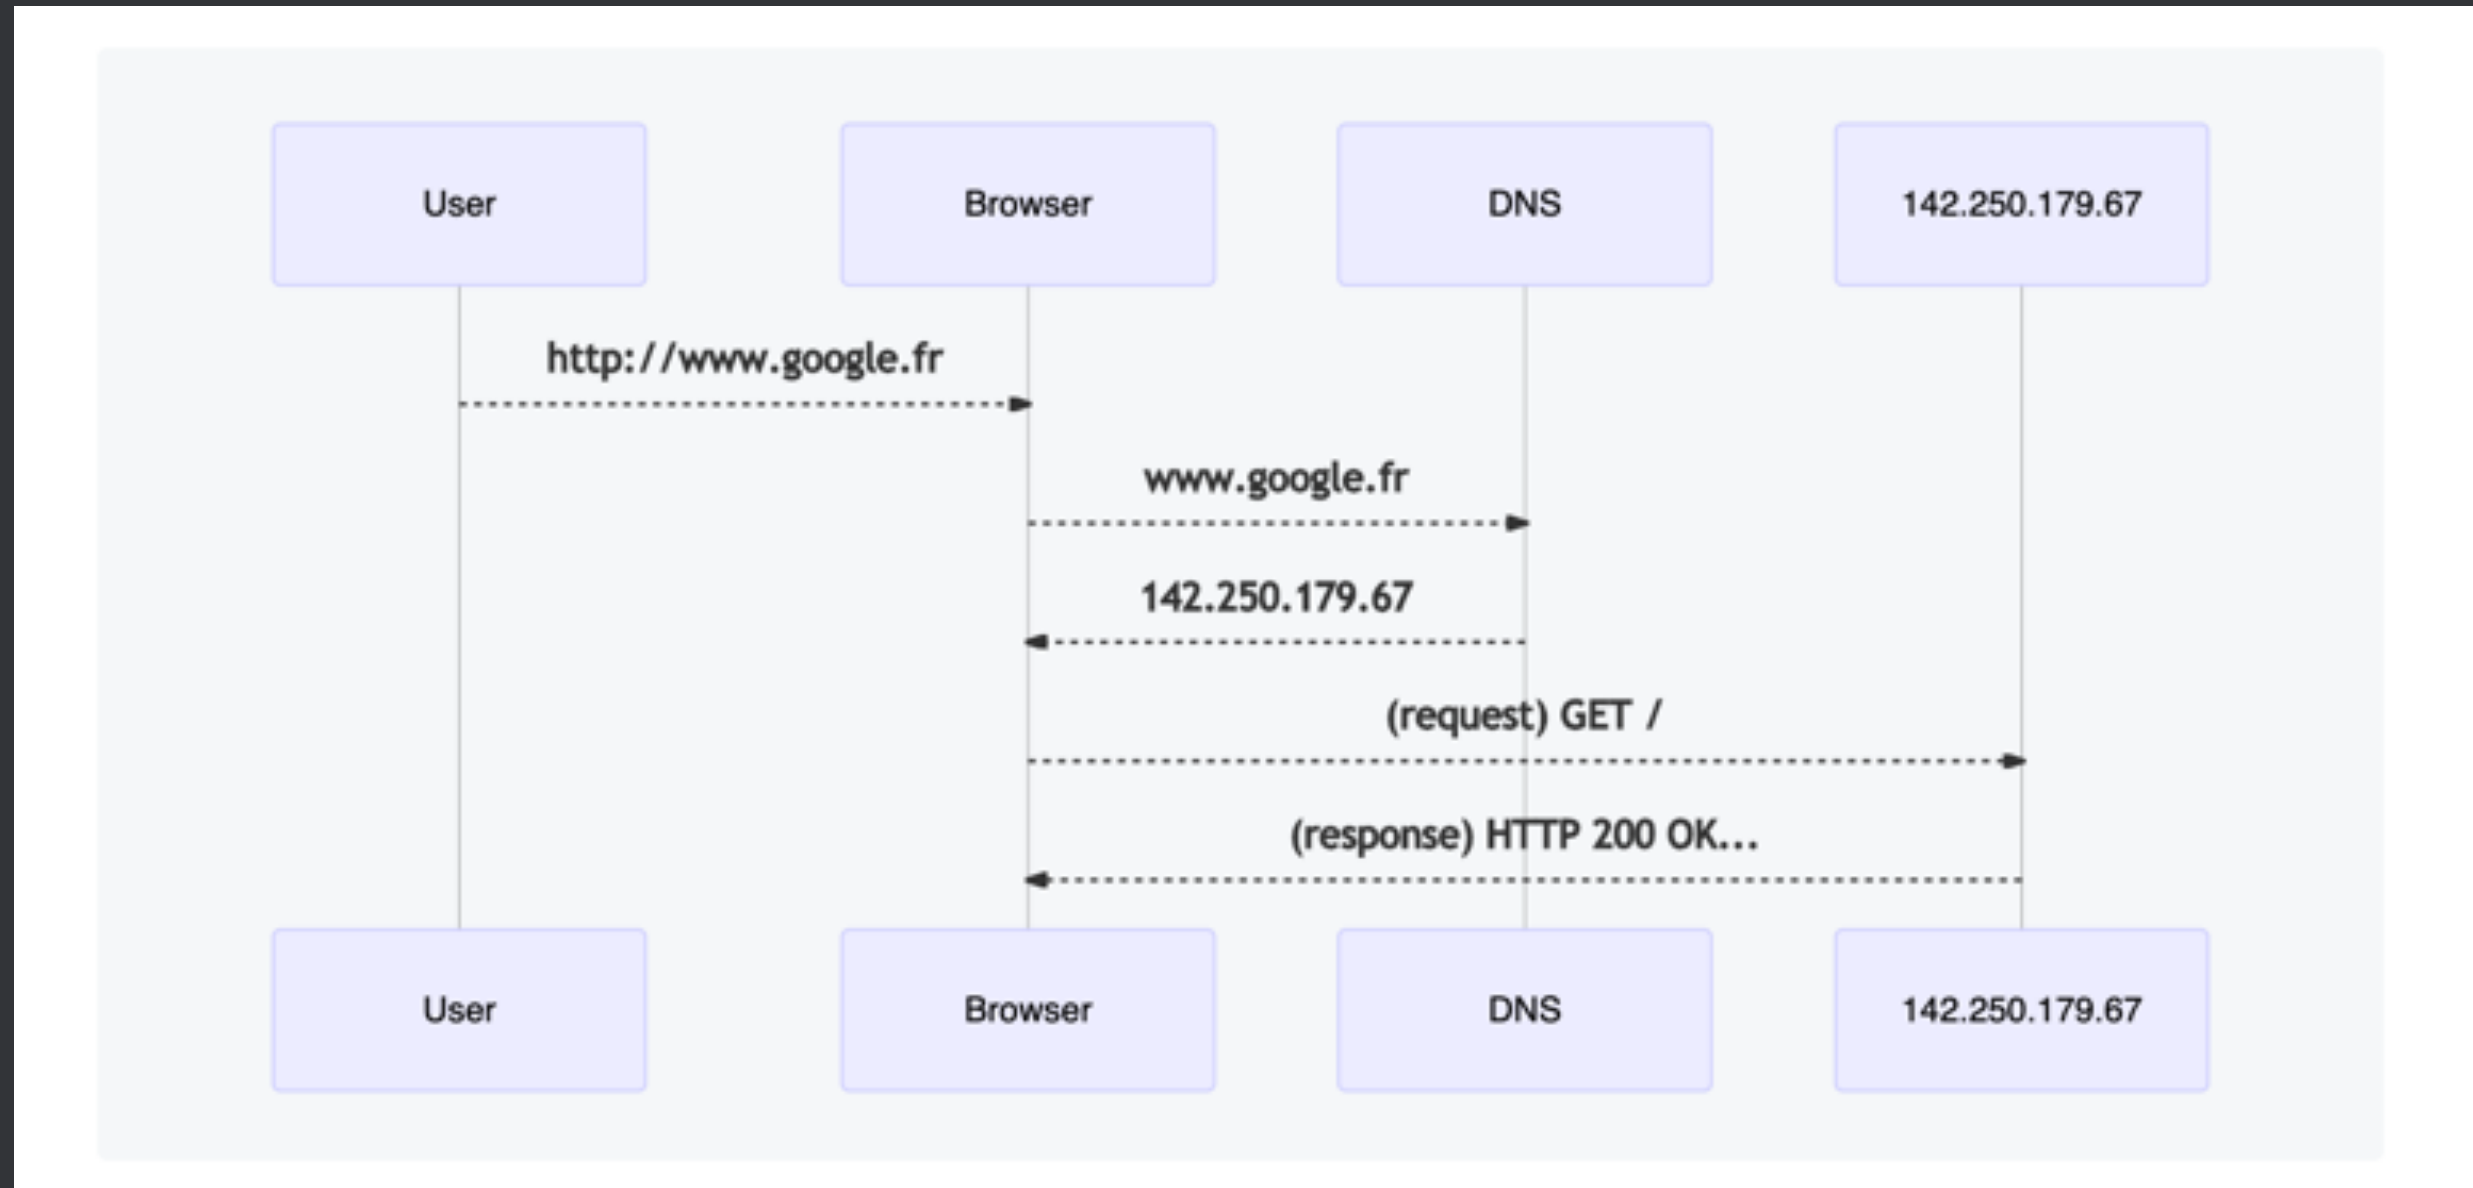 User
Browser
DNS
142.250.179.67
http://www.google.fr
www.google.fr
142.250.179.67
(request) GET /
(response) HTTP 200 OK...
User
Browser
DNS
142.250.179.67